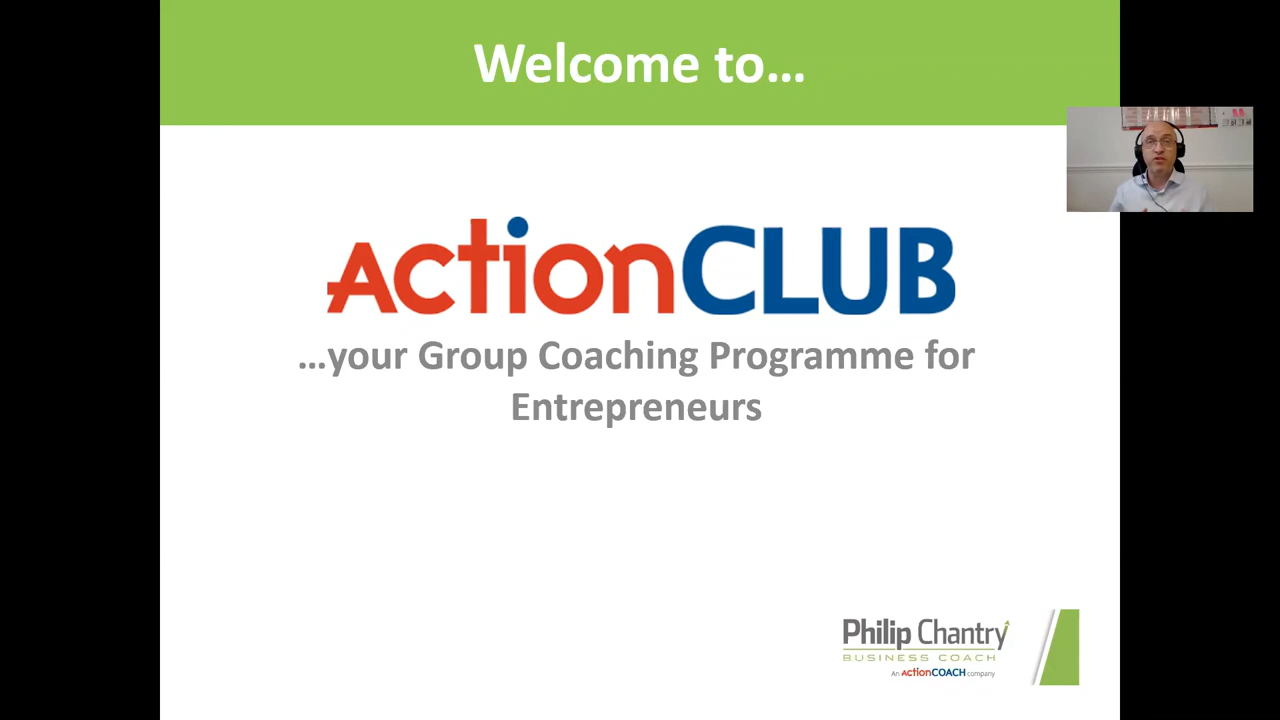 Welcome to…
ActionCLUB
…your Group Coaching Programme for
Entrepreneurs
Philip Chantry
BUSINESS COACH
An ActionCOACH company